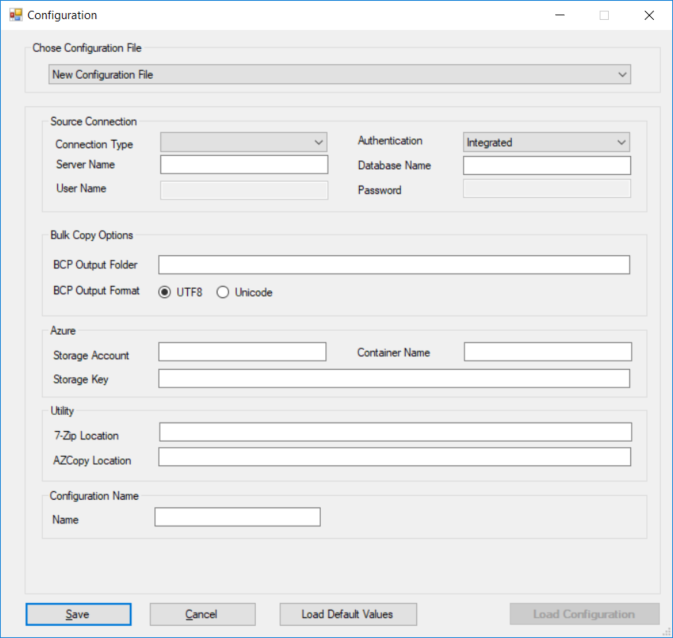 Configuration
Chose Configuration File
New Configuration File
Source Connection
Connection Type
Authentication
Integrated
Server Name
Database Name
User Name
Password
Bulk Copy Options
BCP Output Folder
BCP Output Format
UTF8
Unicode
Azure
Storage Account
Container Name
Storage Key
Utility
7-Zip Location
AZCopy Location
Configuration Name
Name
Save
Cancel
Load Default Values
Load Configuration